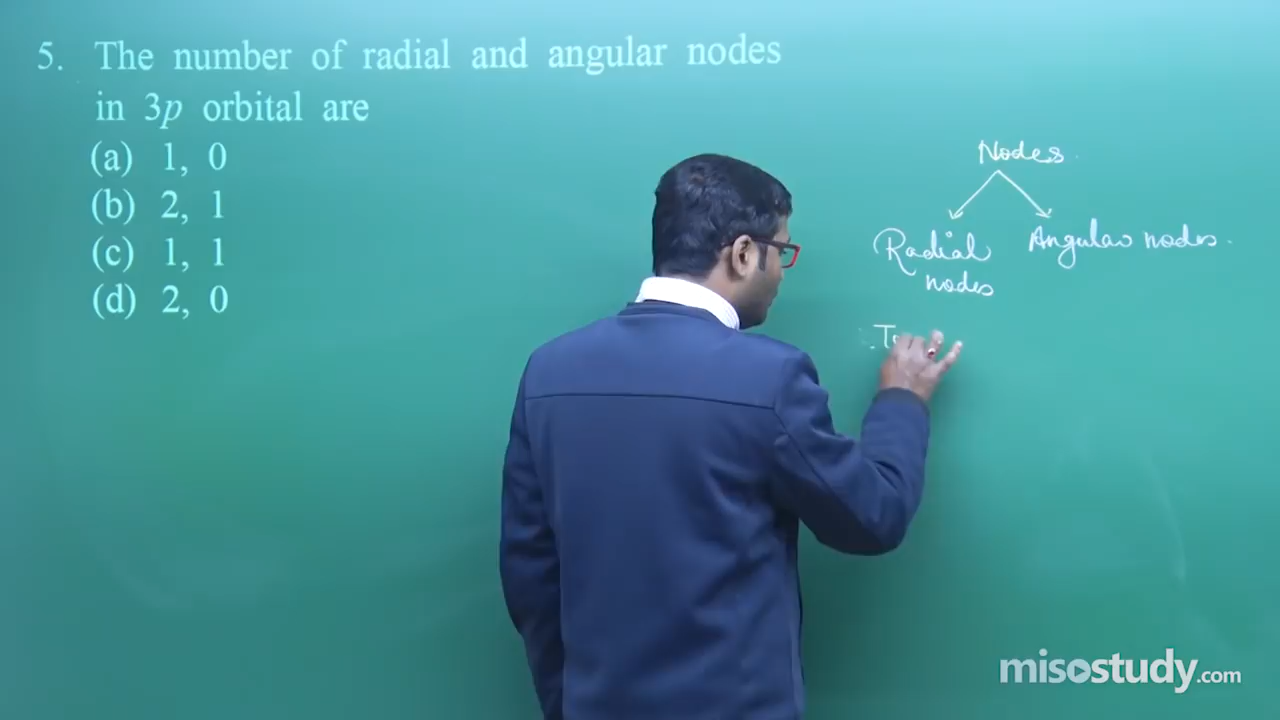 5. The number of radial and angular nodes
in 3p orbital are
(a) 1, 0
(b) 2, 1
(c) 1, 1
(d) 2, 0
Nodes
Radial
nodes
Angular nodes.
misostudy.com